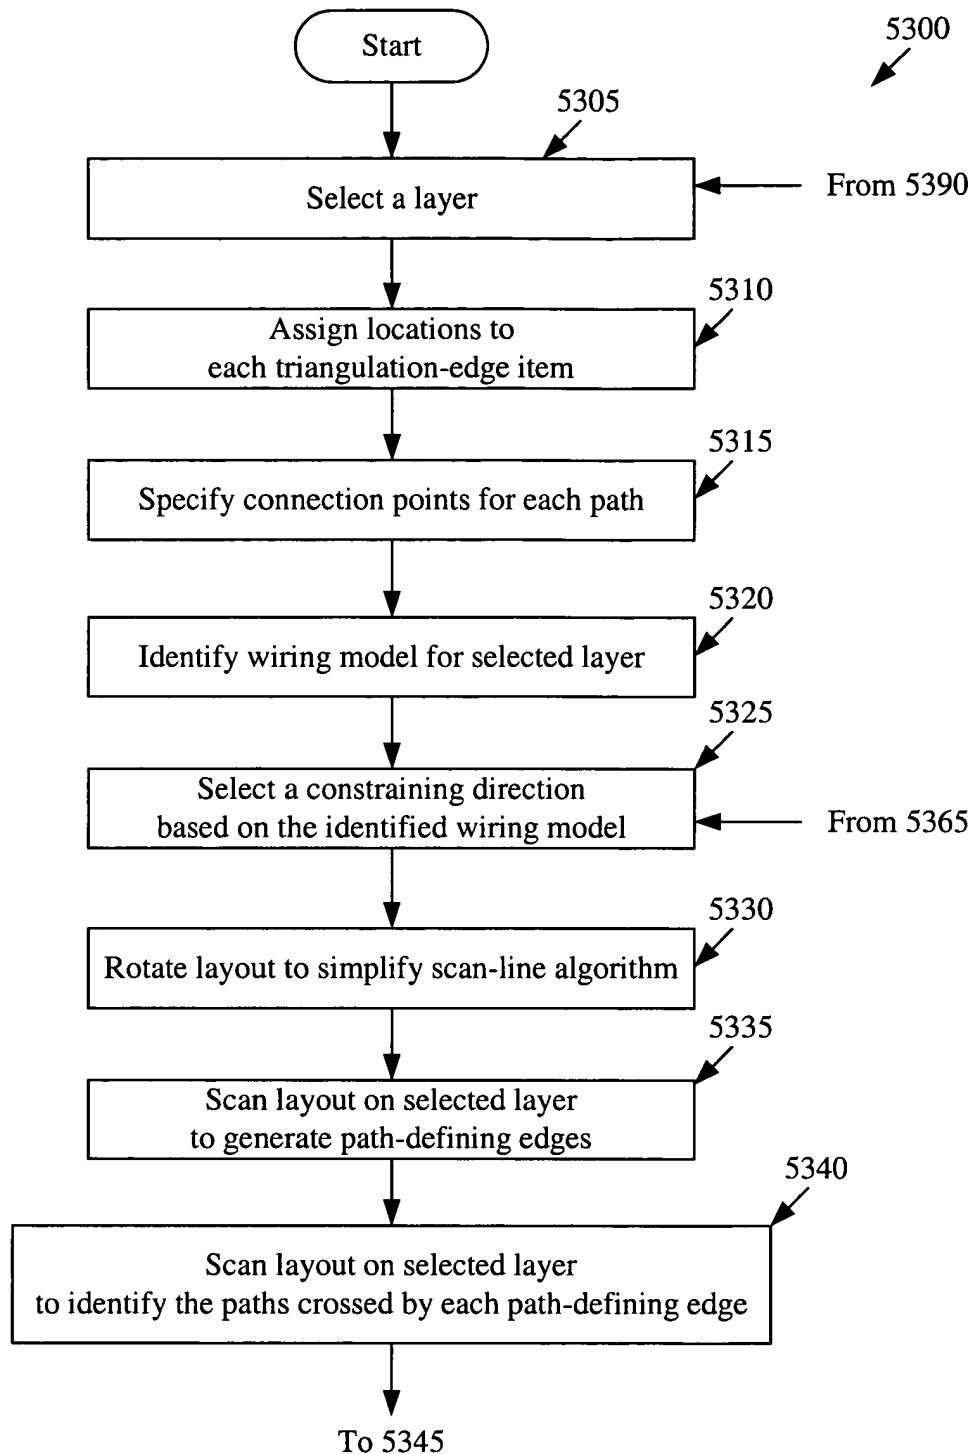 Start
5300
5305
Select a layer
From 5390
5310
Assign locations to
each triangulation-edge item
5315
Specify connection points for each path
5320
Identify wiring model for selected layer
5325
Select a constraining direction
based on the identified wiring model
From 5365
5330
Rotate layout to simplify scan-line algorithm
5335
Scan layout on selected layer
to generate path-defining edges
5340
Scan layout on selected layer
to identify the paths crossed by each path-defining edge
To 5345